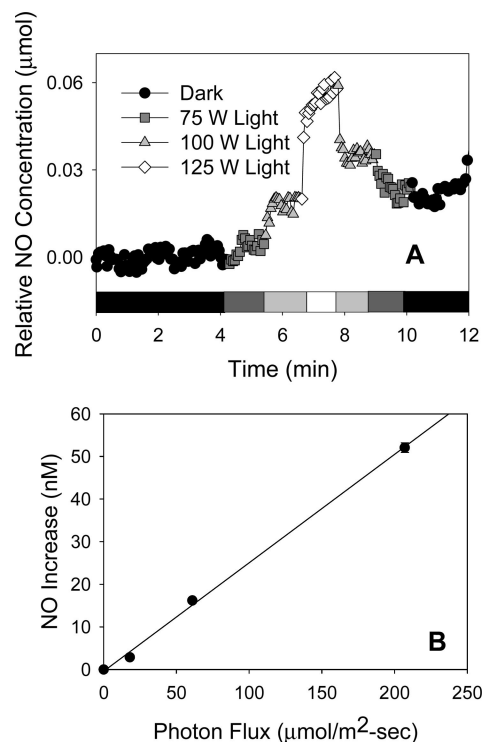 Relative NO Concentration (μmol)
0.06
0.03
0.00
Dark
75 W Light
100 W Light
125 W Light
A
0 2 4 6 8 10 12
Time (min)
NO Increase (nM)
60
50
40
30
20
10
0
B
0 50 100 150 200 250
Photon Flux (μmol/m2-sec)